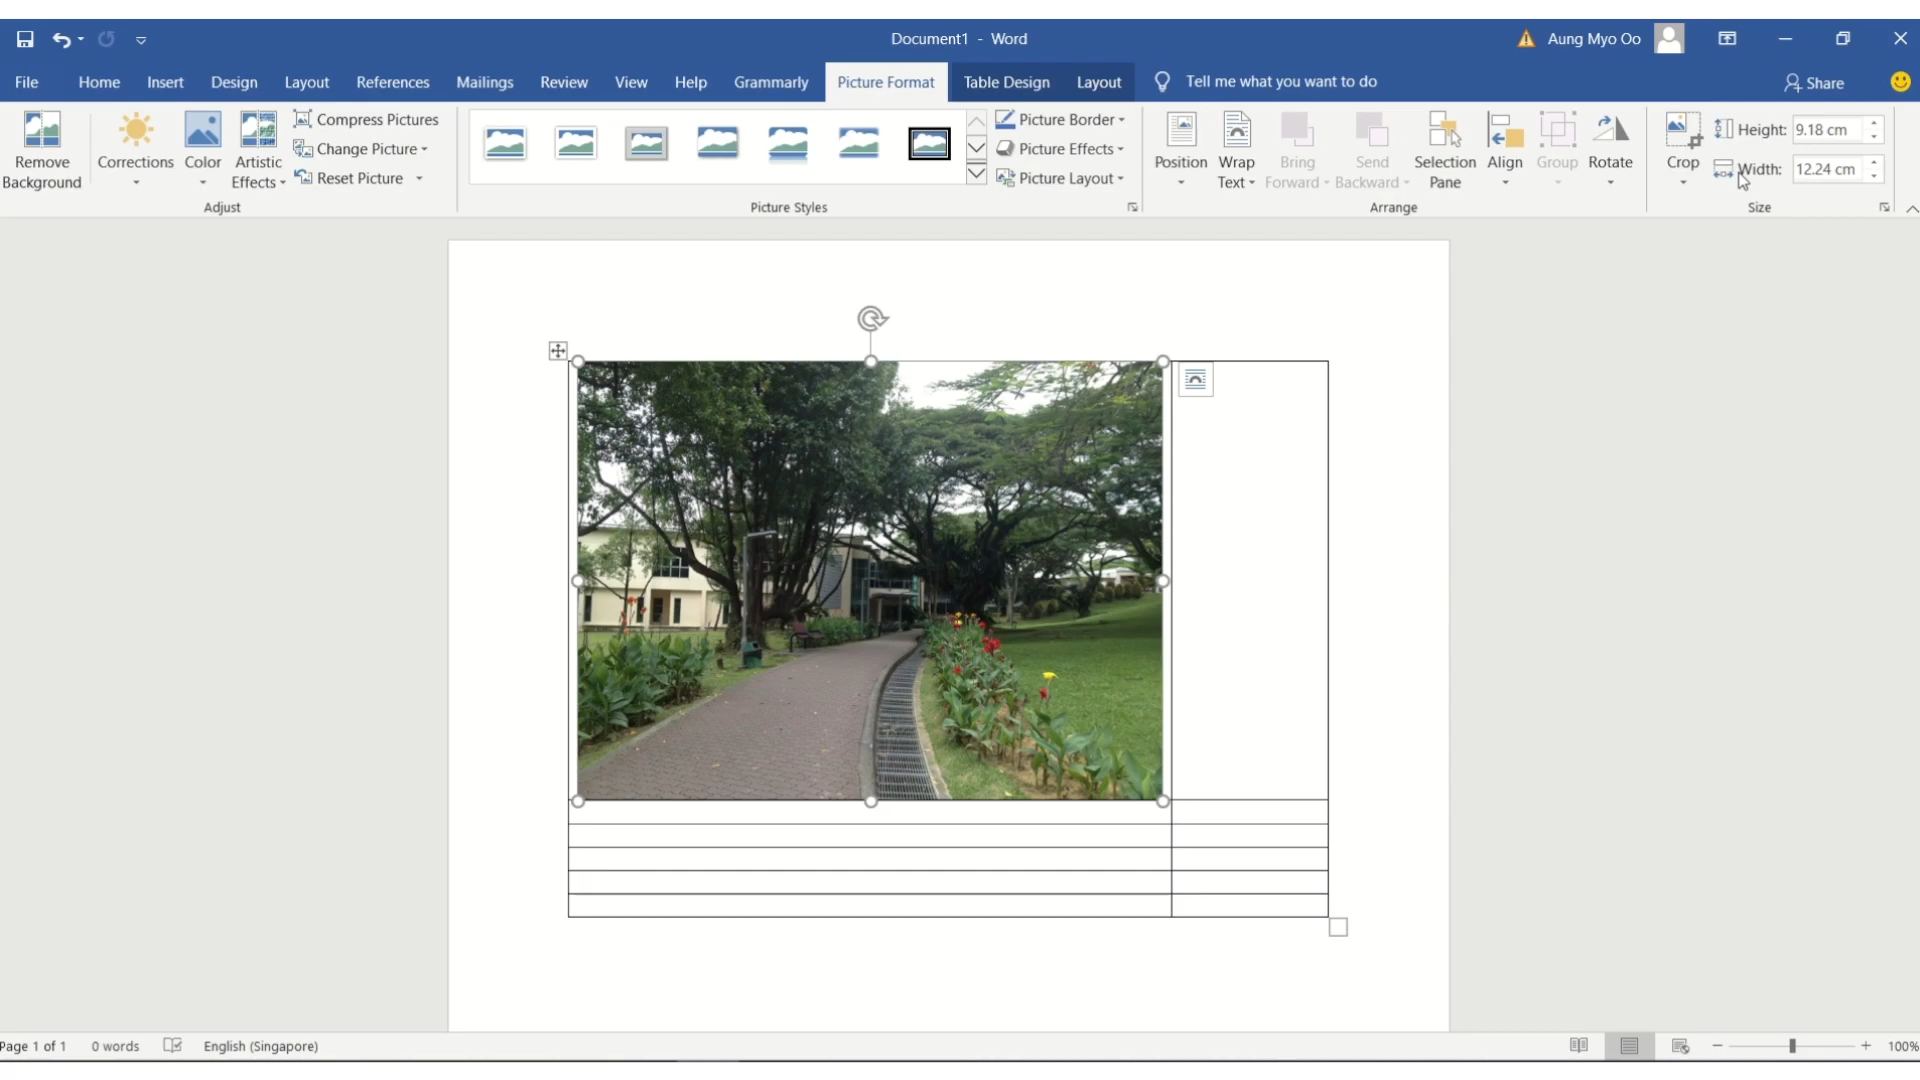 Document1 - Word
Aung Myo Oo
File Home Insert Design Layout References Mailings Review View Help Grammarly Picture Format Table Design Layout Tell me what you want to do Share
Remove Background
Corrections
Color
Artistic Effects
Compress Pictures
Change Picture
Reset Picture
Adjust
Picture Border
Picture Effects
Picture Layout
Picture Styles
Position
Wrap Text
Bring Forward
Send Backward
Selection Pane
Align
Group
Rotate
Arrange
Crop
Height: 9.18 cm
Width: 12.24 cm
Size
Page 1 of 1 0 words English (Singapore) 100%